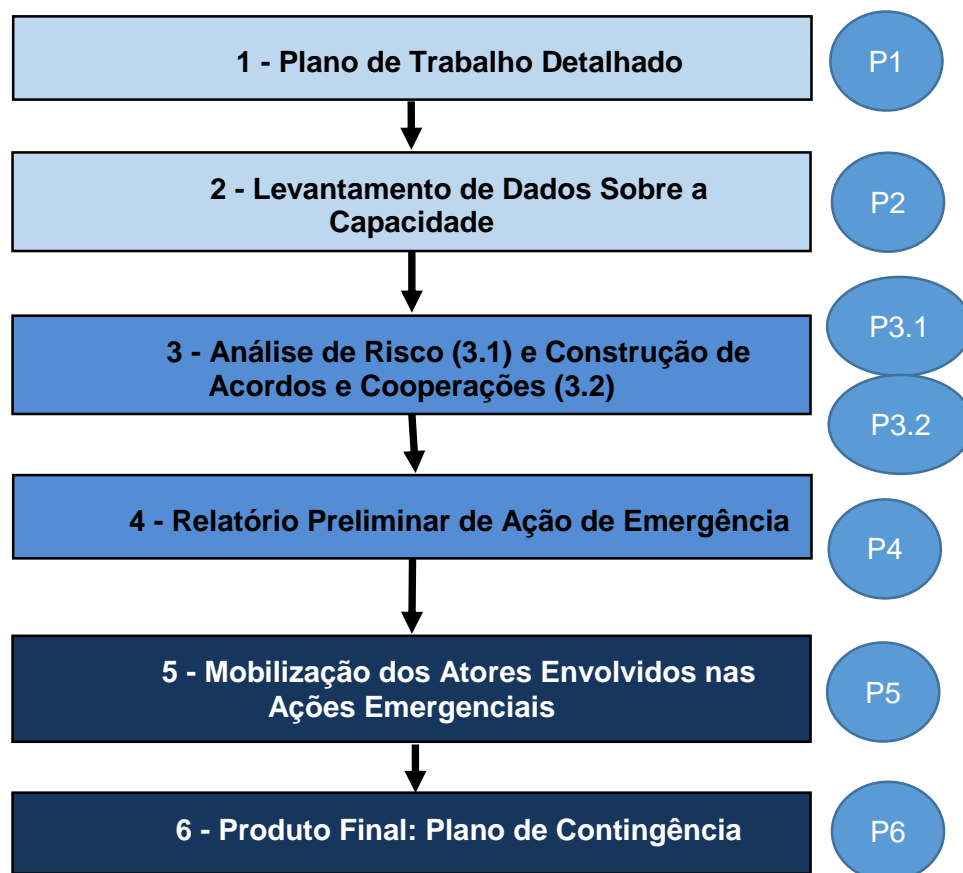 1 - Plano de Trabalho Detalhado
P1
2 - Levantamento de Dados Sobre a
Capacidade
P2
3 - Análise de Risco (3.1) e Construção de
Acordos e Cooperações (3.2)
P3.1
P3.2
4 - Relatório Preliminar de Ação de Emergência
P4
5 - Mobilização dos Atores Envolvidos nas
Ações Emergenciais
P5
6 - Produto Final: Plano de Contingência
P6